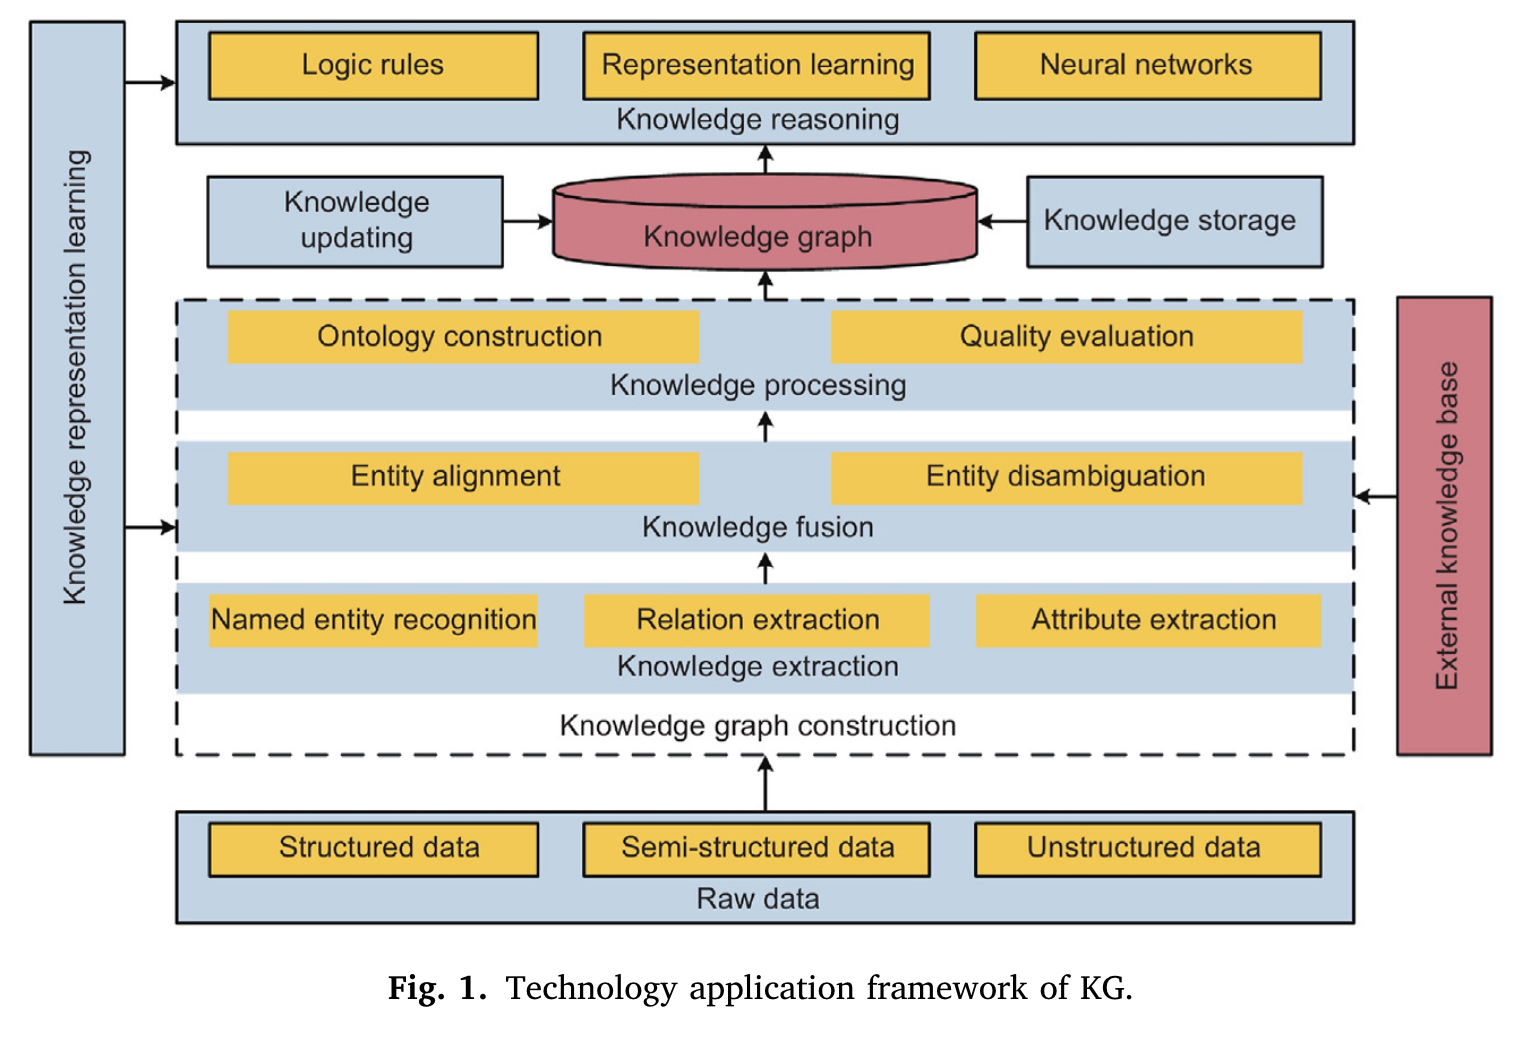 Knowledge representation learning
Logic rules
Representation learning
Neural networks
Knowledge reasoning
Knowledge
updating
Knowledge graph
Knowledge storage
Ontology construction
Quality evaluation
Knowledge processing
Entity alignment
Entity disambiguation
Knowledge fusion
Named entity recognition
Relation extraction
Attribute extraction
Knowledge extraction
Knowledge graph construction
External knowledge base
Structured data
Semi-structured data
Unstructured data
Raw data
Fig. 1. Technology application framework of KG.